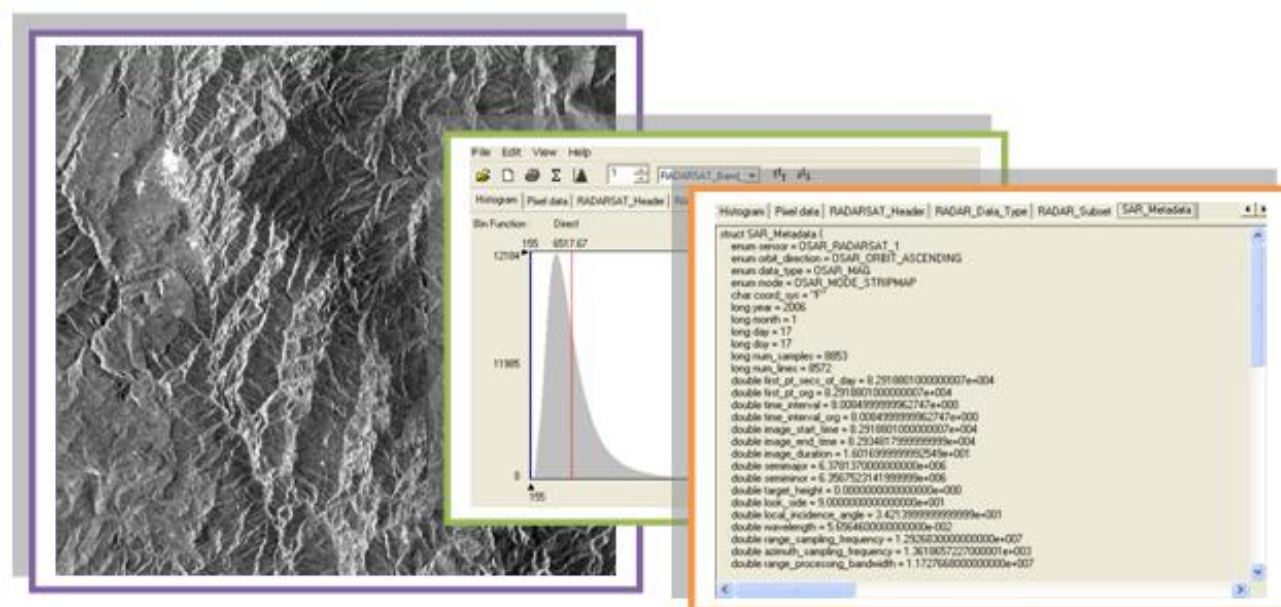 File Edit View Help
1
Histogram Pixel data RADARSAT_Header
Bin Function Direct
155 6517.67
12184
11985
0
155
Histogram Pixel data RADARSAT_Header RADAR_Data_Type RADAR_Subset SAR_Metadata
struct SAR_Metadata {
enum sensor = OSAR_RADARSAT_1
enum orbit_direction = OSAR_ORBIT_ASCENDING
enum data_type = OSAR_MAG
enum mode = OSAR_MODE_STRIPMAP
char coord_sys = "F"
long year = 2006
long month = 1
long day = 17
long doy = 17
long num_samples = 8853
long num_lines = 8572
double first_pt_secs_of_day = 8.2918801000000007e+004
double first_pt_org = 8.2918801000000007e+004
double time_interval = 8.0084999999962747e+000
double time_interval_org = 8.0084999999962747e+000
double image_start_time = 8.2918801000000007e+004
double image_end_time = 8.2934817999999999e+004
double image_duration = 1.6016999999992549e+001
double semimajor = 6.3781370000000000e+006
double semiminor = 6.3567523141999999e+006
double target_height = 0.0000000000000000e+000
double look_side = 9.0000000000000000e+001
double local_incidence_angle = 3.4213999999999999e+001
double wavelength = 5.6564600000000000e-002
double range_sampling_frequency = 1.2926830000000000e+007
double azimuth_sampling_frequency = 1.3618057227000001e+003
double range_processing_bandwidth = 1.1727668000000000e+007